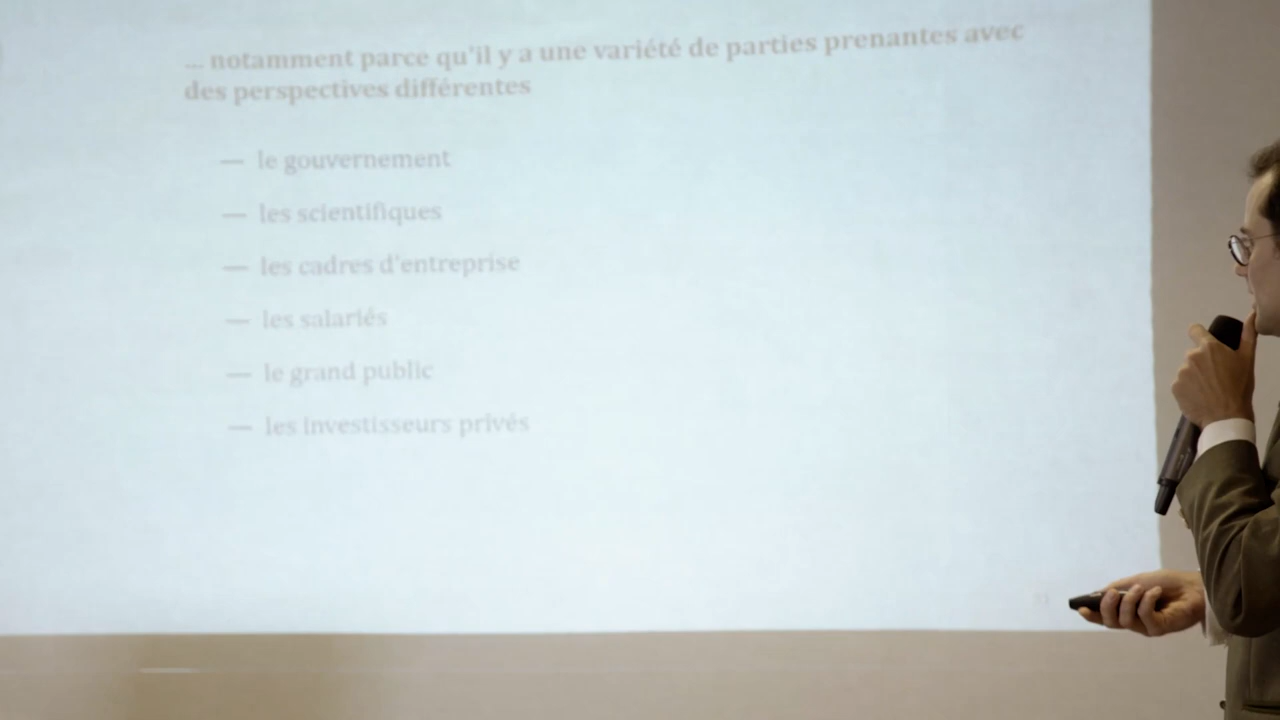 ... notamment parce qu'il y a une variété de parties prenantes avec
des perspectives différentes
— le gouvernement
— les scientifiques
— les cadres d'entreprise
— les salariés
— le grand public
— les investisseurs privés